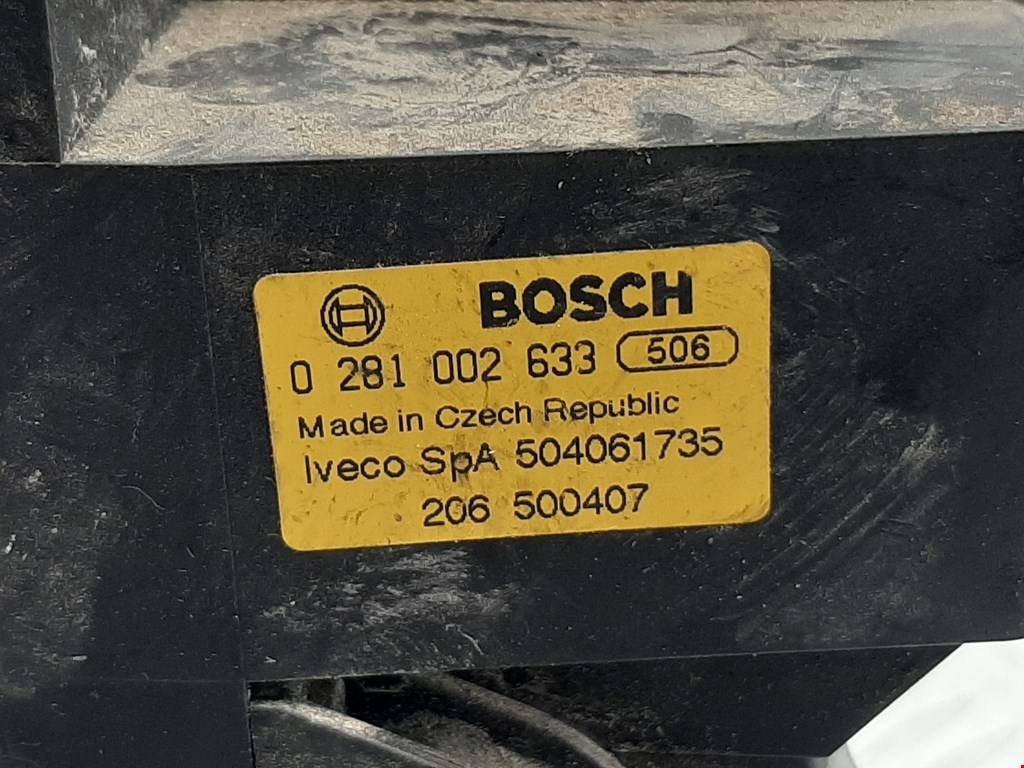 BOSCH
0 281 002 633 506
Made in Czech Republic
Iveco SpA 504061735
206 500407